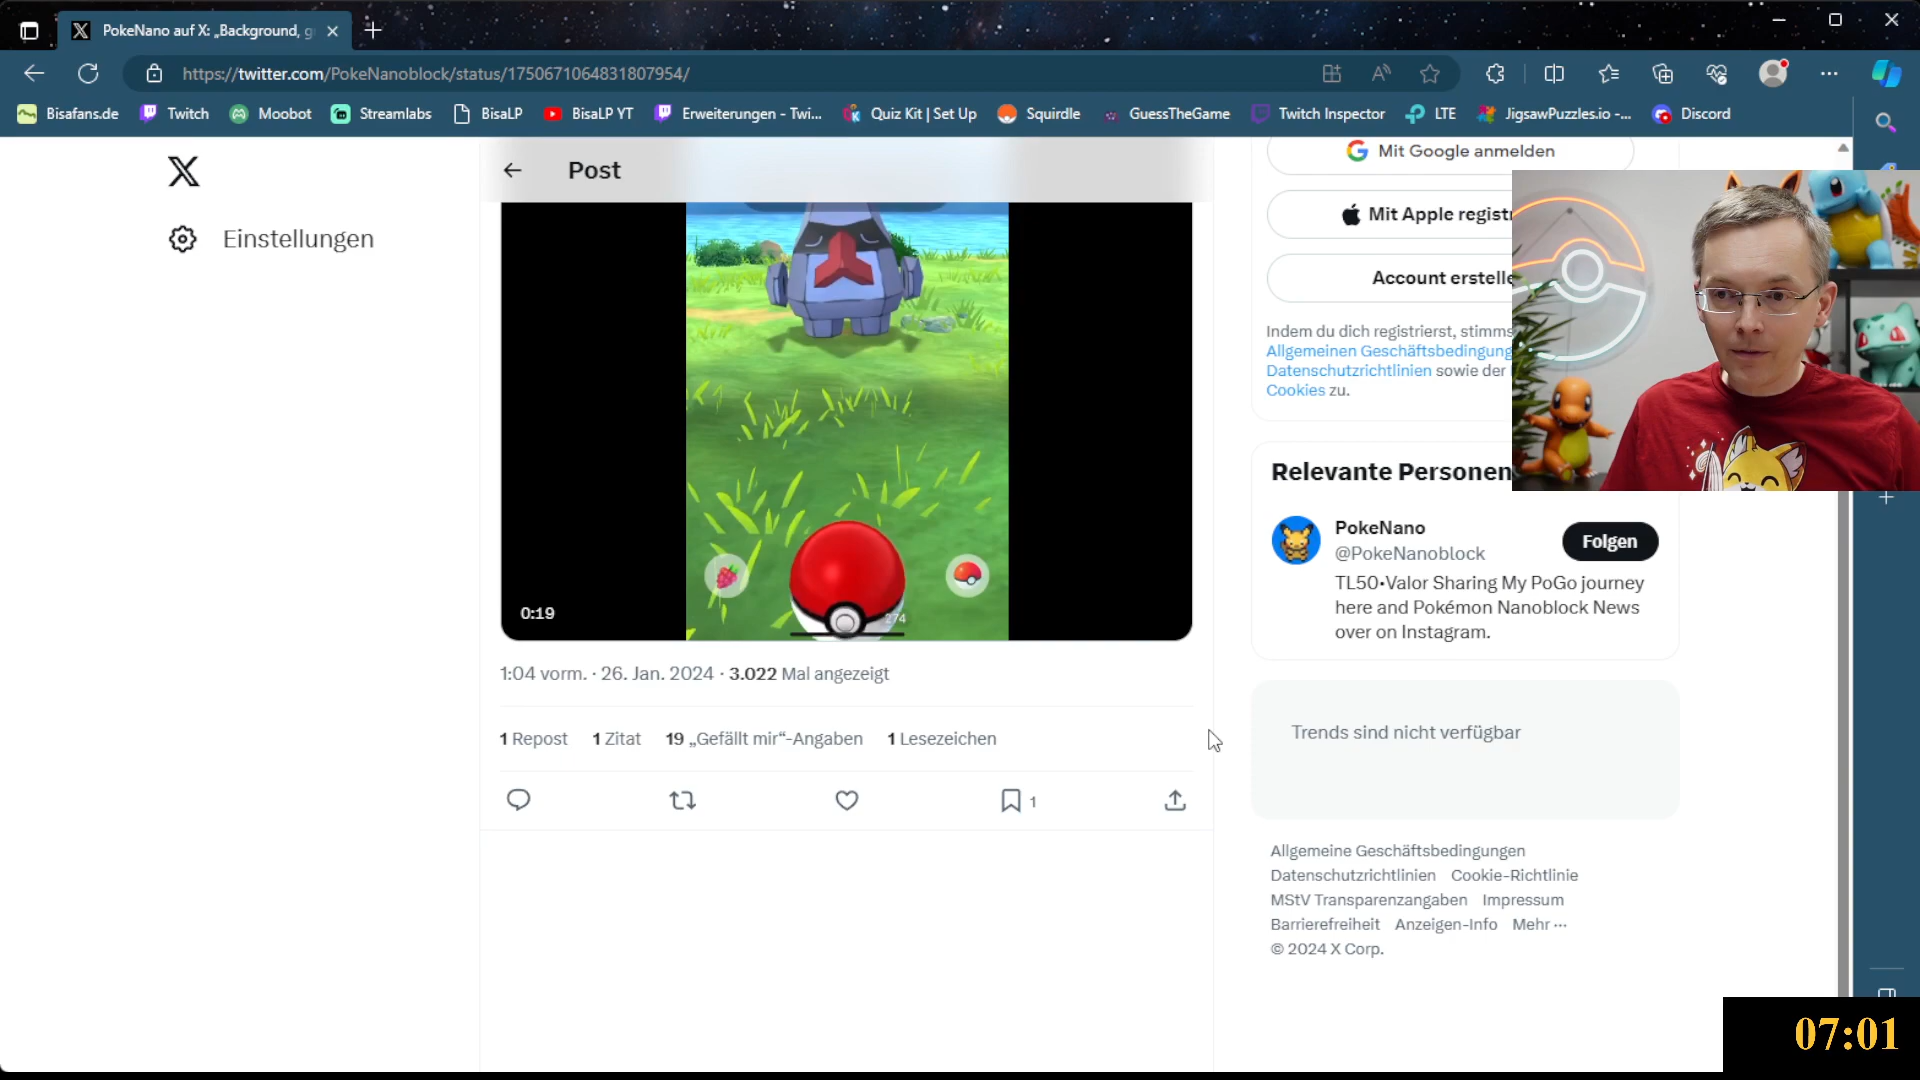 PokeNano auf X: „Background, g
https://twitter.com/PokeNanoblock/status/1750671064831807954/
Bisafans.de
Twitch
Moobot
Streamlabs
BisaLP
BisaLP YT
Erweiterungen - Twi...
Quiz Kit | Set Up
Squirdle
GuessTheGame
Twitch Inspector
LTE
JigsawPuzzles.io -...
Discord
Einstellungen
Post
0:19
274
1:04 vorm. · 26. Jan. 2024 · 3.022 Mal angezeigt
1 Repost 1 Zitat 19 „Gefällt mir“-Angaben 1 Lesezeichen
1
Mit Google anmelden
Mit Apple registr
Account erstelle
Indem du dich registrierst, stimms
Allgemeinen Geschäftsbedingung
Datenschutzrichtlinien sowie der
Cookies zu.
Relevante Personen
PokeNano
@PokeNanoblock
Folgen
TL50•Valor Sharing My PoGo journey
here and Pokémon Nanoblock News
over on Instagram.
Trends sind nicht verfügbar
Allgemeine Geschäftsbedingungen
Datenschutzrichtlinien Cookie-Richtlinie
MStV Transparenzangaben Impressum
Barrierefreiheit Anzeigen-Info Mehr ···
© 2024 X Corp.
07:01